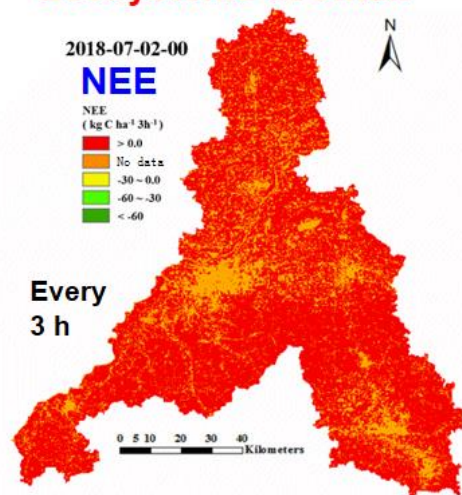 2018-07-02-00
N
NEE
NEE
( kg C ha⁻¹ 3h⁻¹ )
> 0.0
No data
-30 ~ 0.0
-60 ~ -30
< -60
Every
3 h
0 5 10 20 30 40
Kilometers